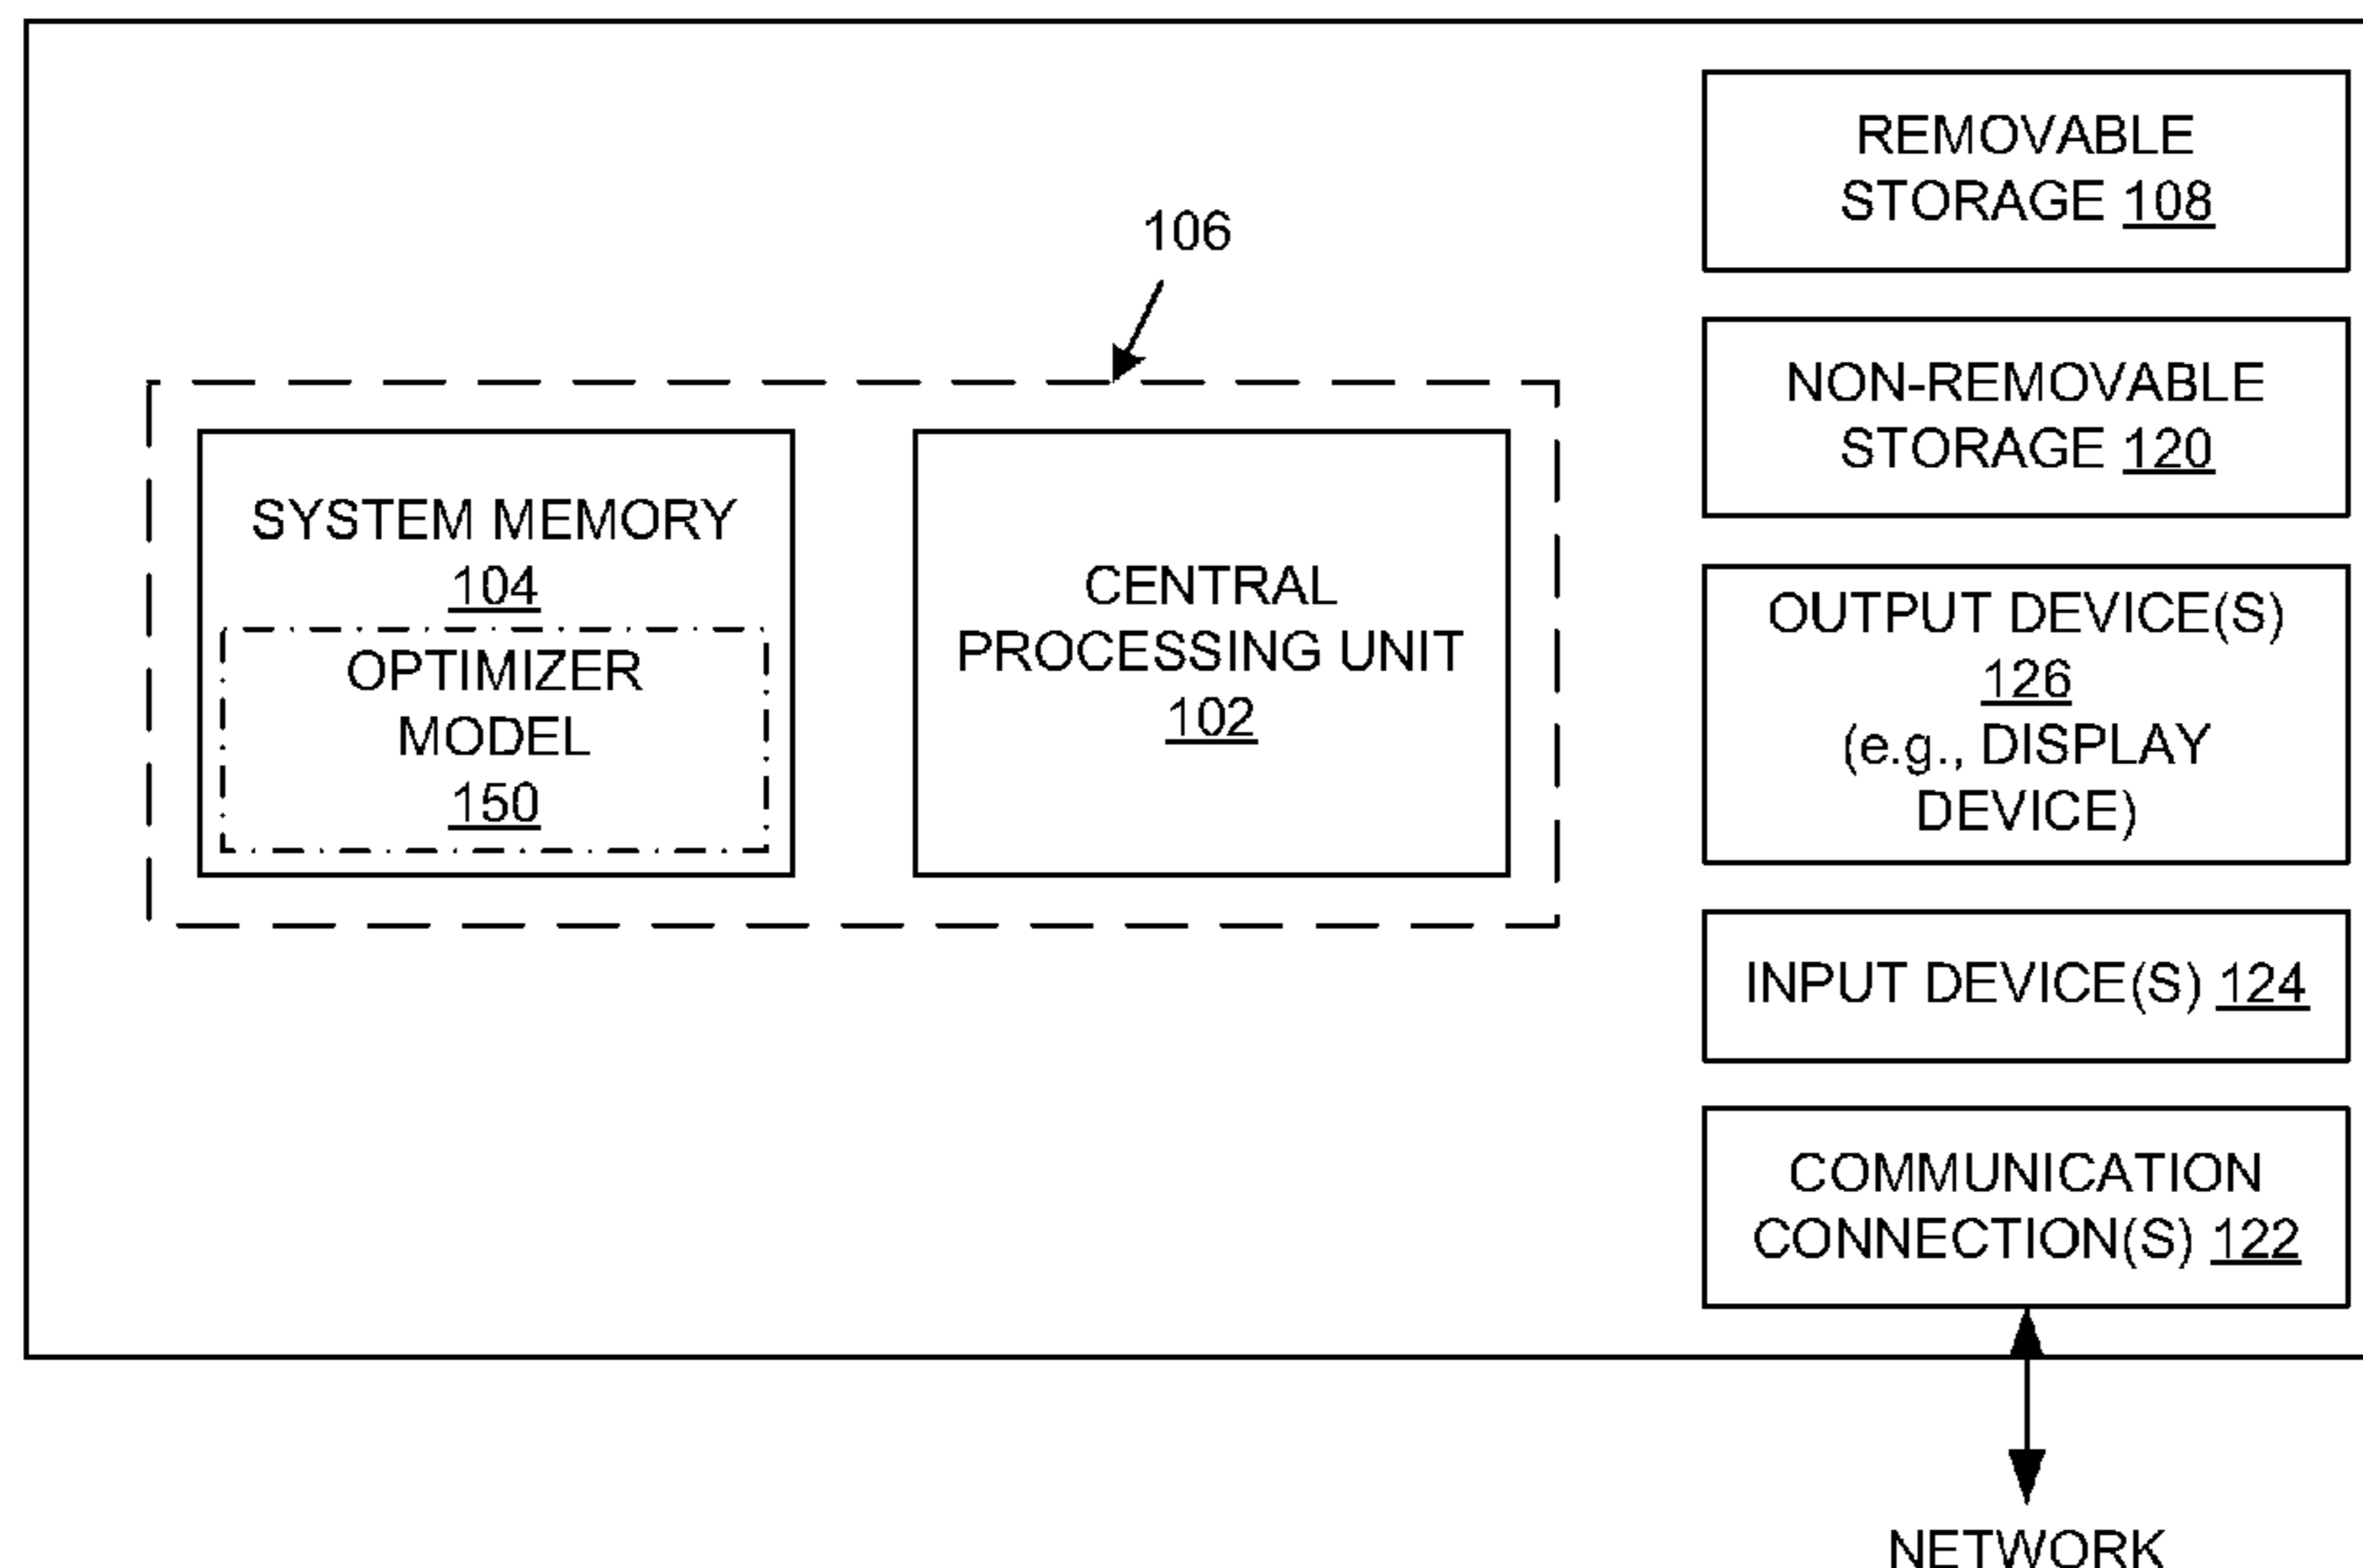 106
SYSTEM MEMORY
104
OPTIMIZER
MODEL
150
CENTRAL
PROCESSING UNIT
102
REMOVABLE
STORAGE 108
NON-REMOVABLE
STORAGE 120
OUTPUT DEVICE(S)
126
(e.g., DISPLAY
DEVICE)
INPUT DEVICE(S) 124
COMMUNICATION
CONNECTION(S) 122
NETWORK